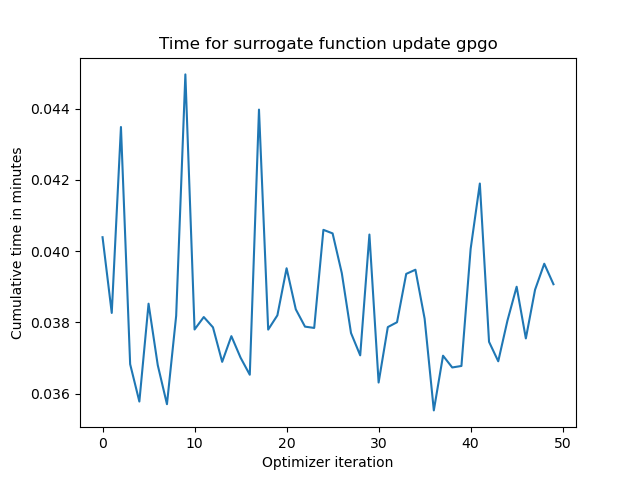 Time for surrogate function update gpgo
Cumulative time in minutes
0.044
0.042
0.040
0.038
0.036
0 10 20 30 40 50
Optimizer iteration